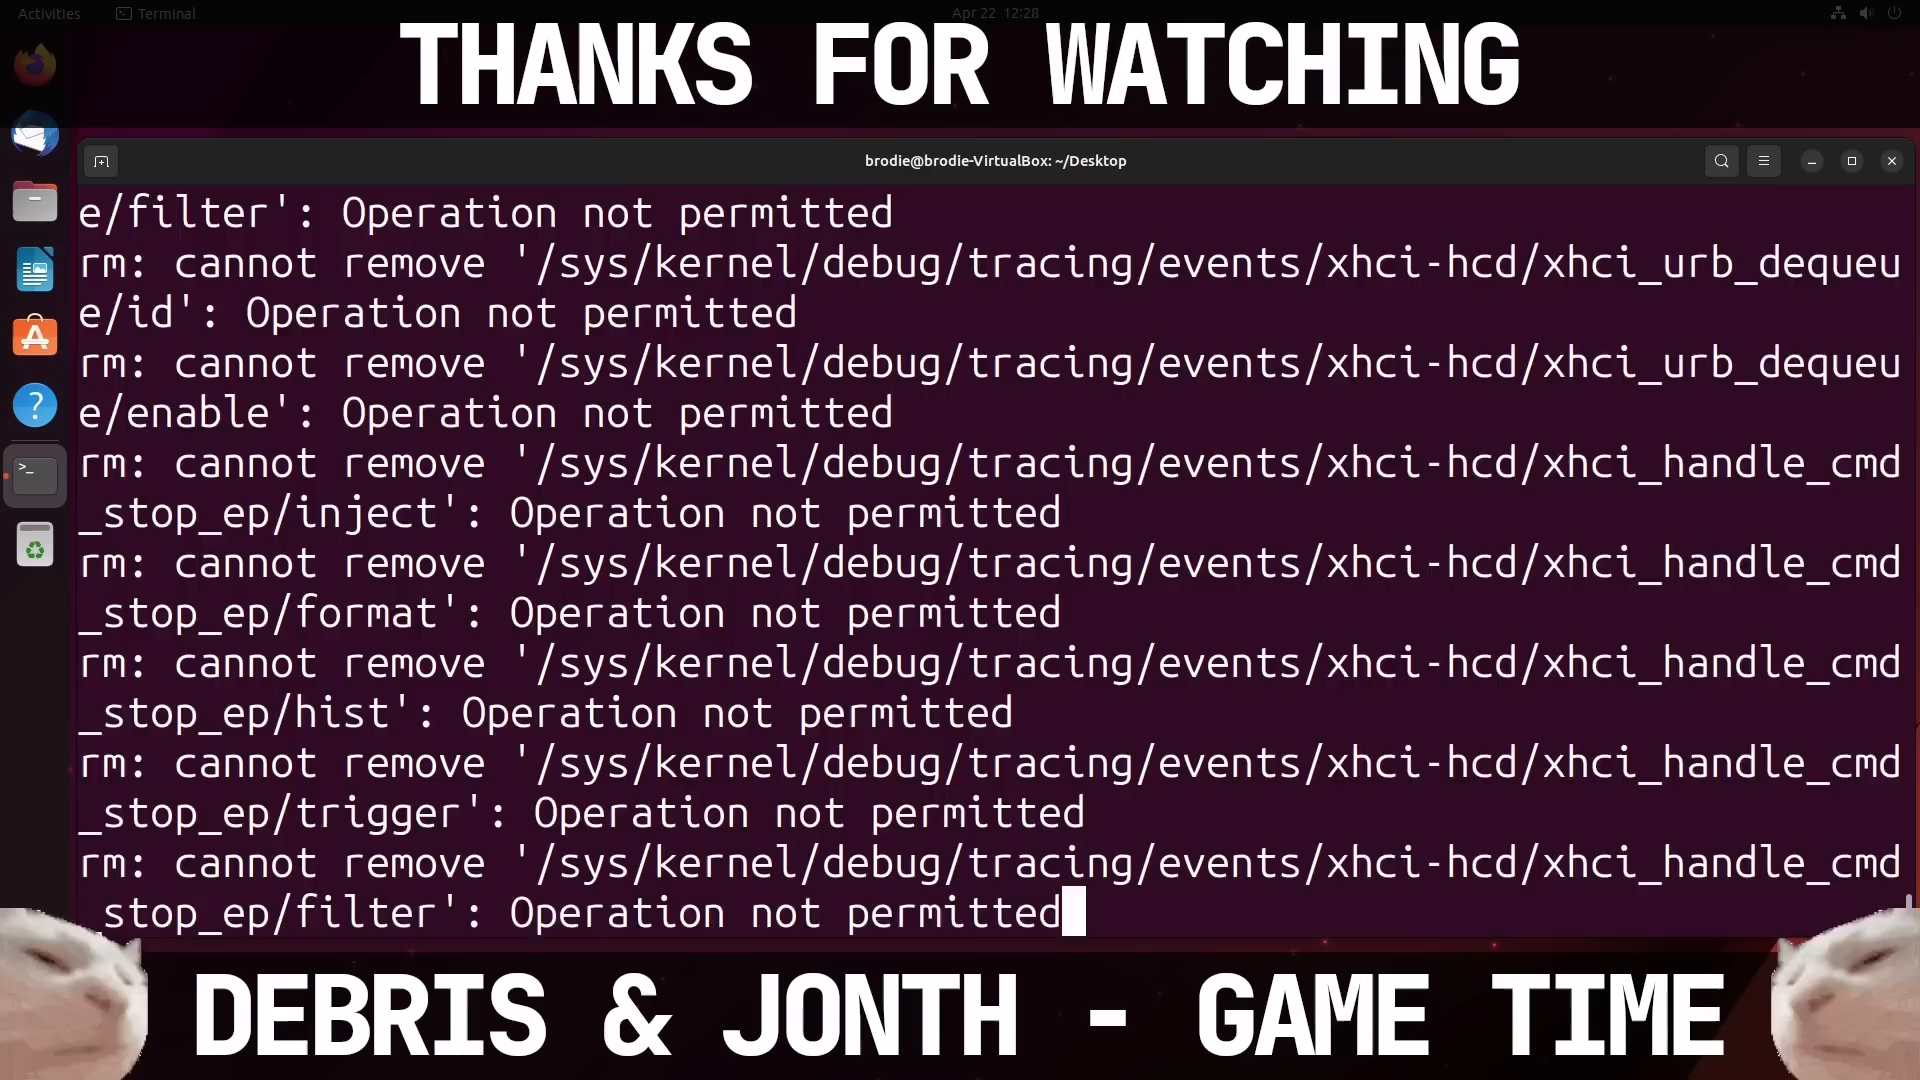 Activities Terminal Apr 22 12:28
THANKS FOR WATCHING
brodie@brodie-VirtualBox: ~/Desktop
e/filter': Operation not permitted
rm: cannot remove '/sys/kernel/debug/tracing/events/xhci-hcd/xhci_urb_dequeu
e/id': Operation not permitted
rm: cannot remove '/sys/kernel/debug/tracing/events/xhci-hcd/xhci_urb_dequeu
e/enable': Operation not permitted
rm: cannot remove '/sys/kernel/debug/tracing/events/xhci-hcd/xhci_handle_cmd
_stop_ep/inject': Operation not permitted
rm: cannot remove '/sys/kernel/debug/tracing/events/xhci-hcd/xhci_handle_cmd
_stop_ep/format': Operation not permitted
rm: cannot remove '/sys/kernel/debug/tracing/events/xhci-hcd/xhci_handle_cmd
_stop_ep/hist': Operation not permitted
rm: cannot remove '/sys/kernel/debug/tracing/events/xhci-hcd/xhci_handle_cmd
_stop_ep/trigger': Operation not permitted
rm: cannot remove '/sys/kernel/debug/tracing/events/xhci-hcd/xhci_handle_cmd
_stop_ep/filter': Operation not permitted
DEBRIS & JONTH - GAME TIME